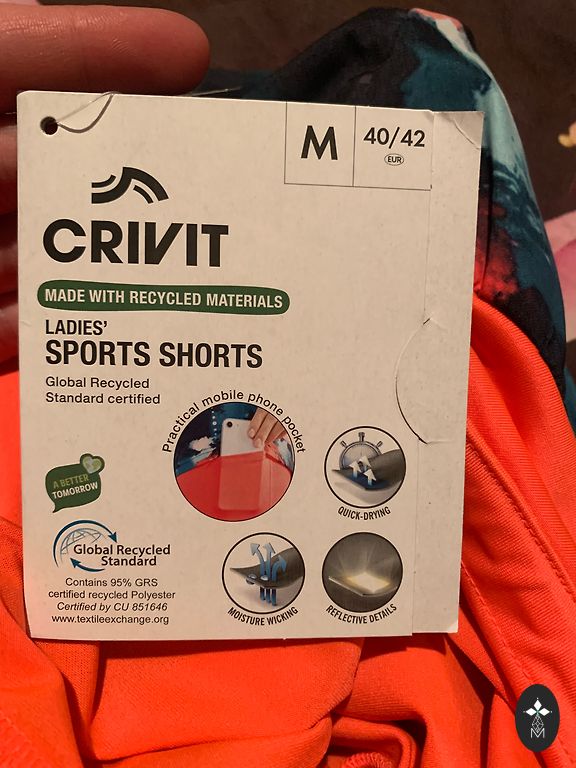 M
40/42
EUR
CRIVIT
MADE WITH RECYCLED MATERIALS
LADIES'
SPORTS SHORTS
Global Recycled
Standard certified
Practical mobile phone pocket
QUICK-DRYING
A BETTER
TOMORROW
Global Recycled
Standard
Contains 95% GRS
certified recycled Polyester
Certified by CU 851646
www.textileexchange.org
MOISTURE WICKING
REFLECTIVE DETAILS
M